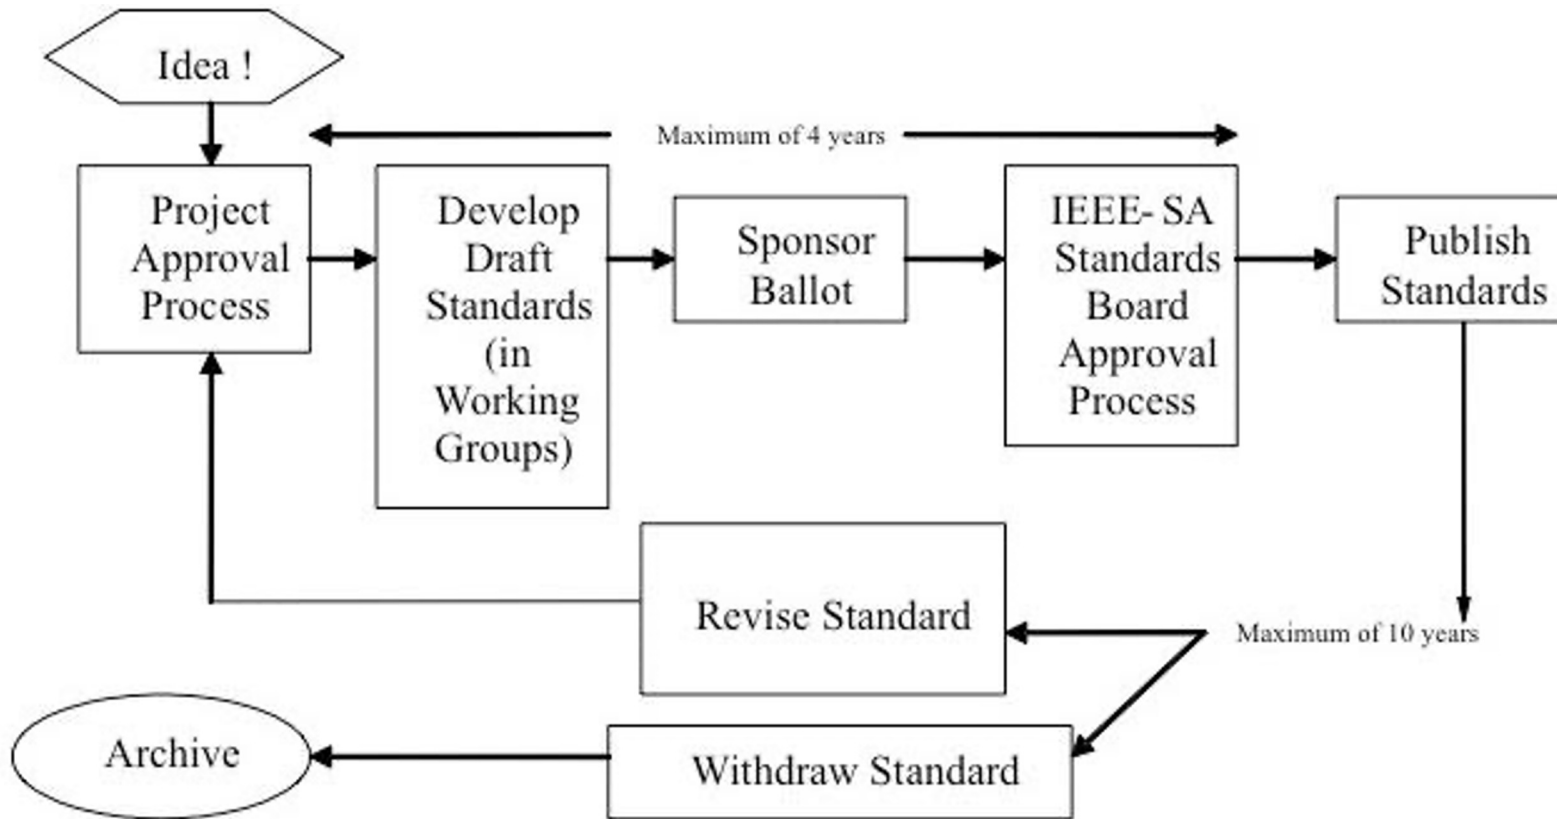 Idea !
Maximum of 4 years
Project
Approval
Process
Develop
Draft
Standards
(in
Working
Groups)
Sponsor
Ballot
IEEE- SA
Standards
Board
Approval
Process
Publish
Standards
Revise Standard
Maximum of 10 years
Archive
Withdraw Standard